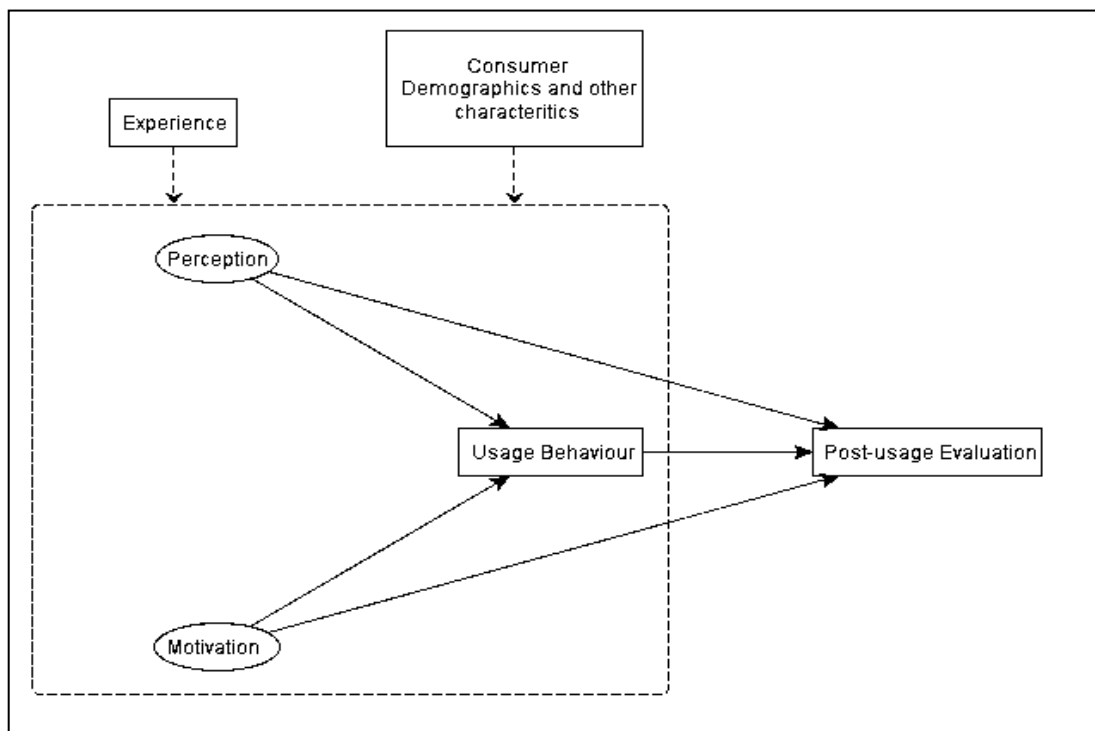 Consumer
Demographics and other
characteritics
Experience
Perception
Usage Behaviour
Post-usage Evaluation
Motivation